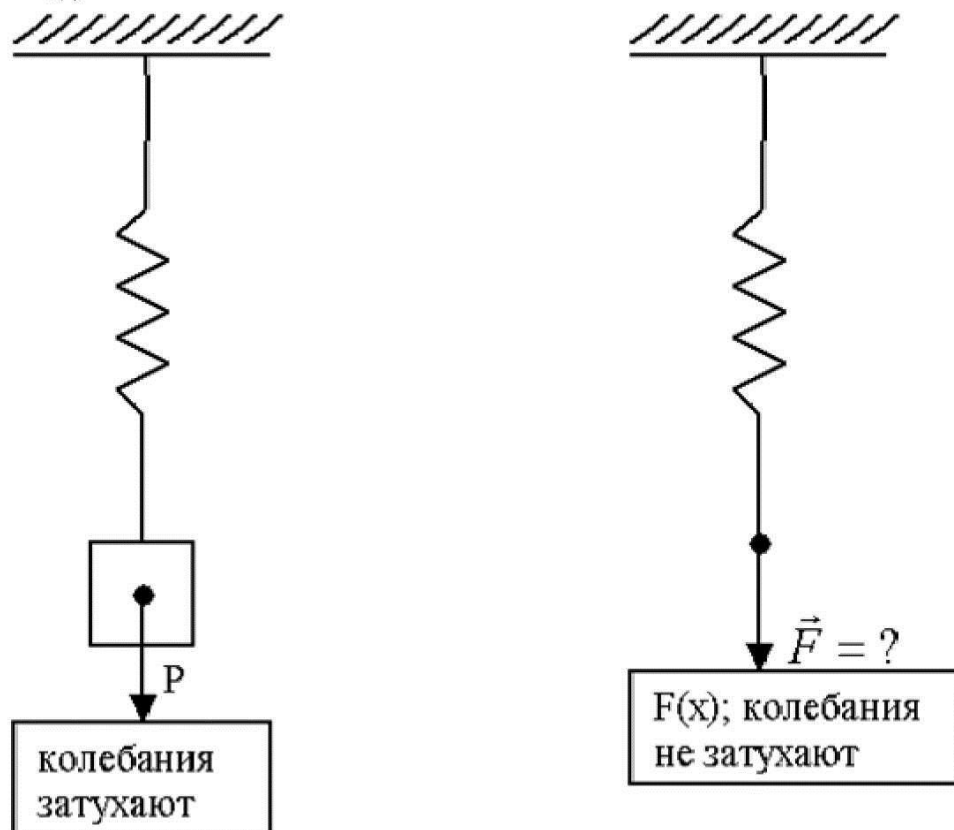 P
колебания
затухают
F⃗ = ?
F(x); колебания
не затухают